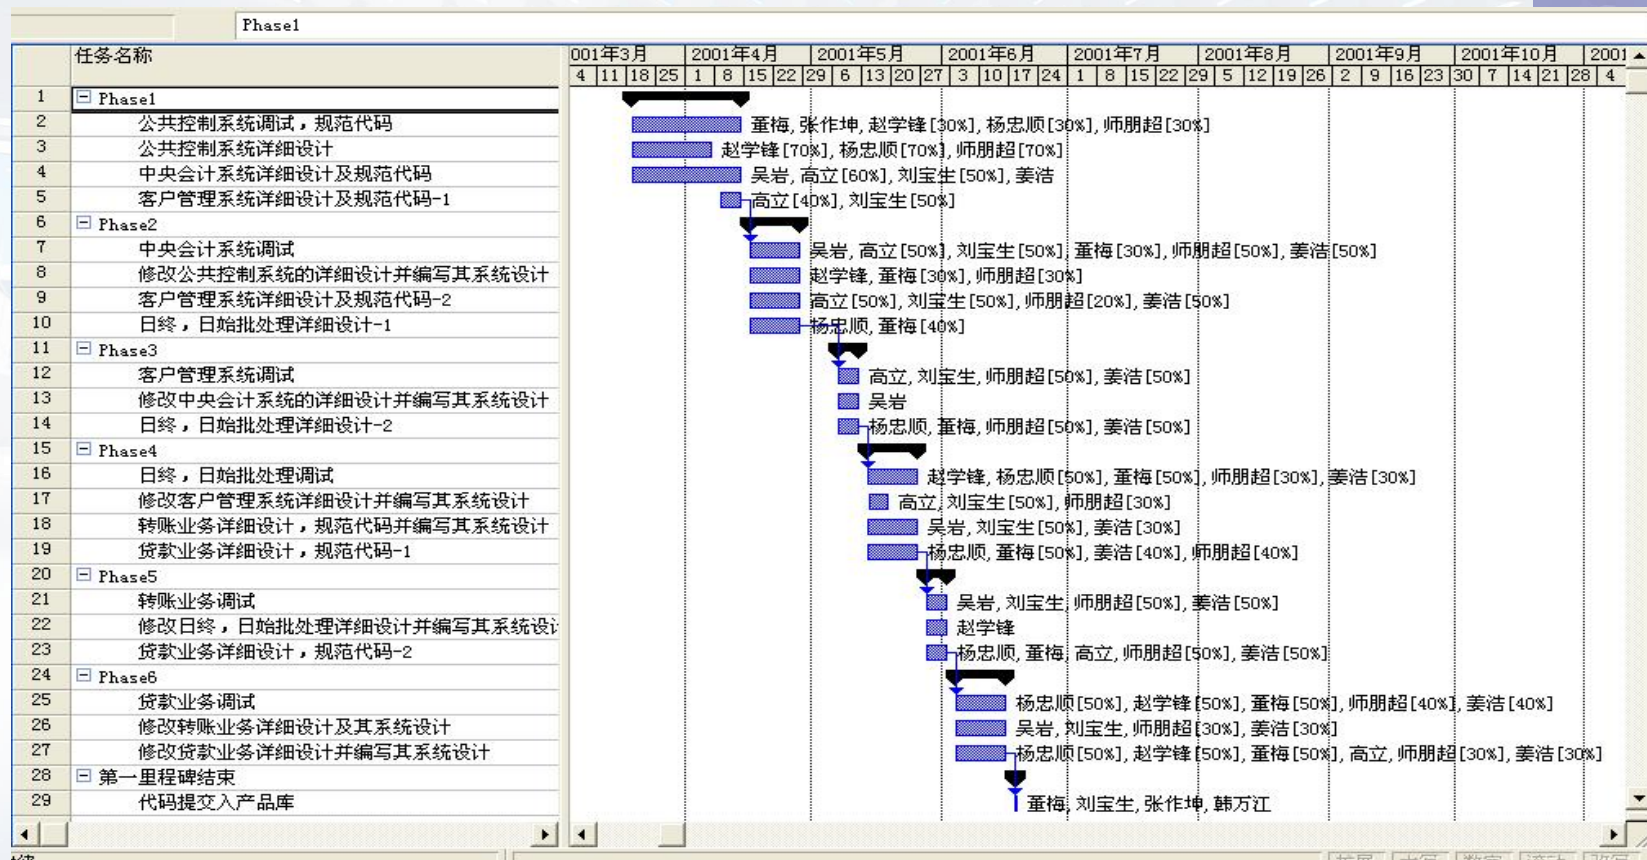 Phase1
任务名称
001年3月 2001年4月 2001年5月 2001年6月 2001年7月 2001年8月 2001年9月 2001年10月 2001
4 11 18 25 1 8 15 22 29 6 13 20 27 3 10 17 24 1 8 15 22 29 5 12 19 26 2 9 16 23 30 7 14 21 28 4
1 Phase1
2 公共控制系统调试，规范代码 董梅,张作坤,赵学锋[30%],杨忠顺[30%],师朋超[30%]
3 公共控制系统详细设计 赵学锋[70%],杨忠顺[70%],师朋超[70%]
4 中央会计系统详细设计及规范代码 吴岩,高立[60%],刘宝生[50%],姜浩
5 客户管理系统详细设计及规范代码-1 高立[40%],刘宝生[50%]
6 Phase2
7 中央会计系统调试 吴岩,高立[50%],刘宝生[50%],董梅[30%],师朋超[50%],姜浩[50%]
8 修改公共控制系统的详细设计并编写其系统设计 赵学锋,董梅[30%],师朋超[30%]
9 客户管理系统详细设计及规范代码-2 高立[50%],刘宝生[50%],师朋超[20%],姜浩[50%]
10 日终，日始批处理详细设计-1 杨忠顺,董梅[40%]
11 Phase3
12 客户管理系统调试 高立,刘宝生,师朋超[50%],姜浩[50%]
13 修改中央会计系统的详细设计并编写其系统设计 吴岩
14 日终，日始批处理详细设计-2 杨忠顺,董梅,师朋超[50%],姜浩[50%]
15 Phase4
16 日终，日始批处理调试 赵学锋,杨忠顺[50%],董梅[50%],师朋超[30%],姜浩[30%]
17 修改客户管理系统详细设计并编写其系统设计 高立,刘宝生[50%],师朋超[30%]
18 转账业务详细设计，规范代码并编写其系统设计 吴岩,刘宝生[50%],姜浩[30%]
19 贷款业务详细设计，规范代码-1 杨忠顺,董梅[50%],姜浩[40%],师朋超[40%]
20 Phase5
21 转账业务调试 吴岩,刘宝生,师朋超[50%],姜浩[50%]
22 修改日终，日始批处理详细设计并编写其系统设 赵学锋
23 贷款业务详细设计，规范代码-2 杨忠顺,董梅,高立,师朋超[50%],姜浩[50%]
24 Phase6
25 贷款业务调试 杨忠顺[50%],赵学锋[50%],董梅[50%],师朋超[40%],姜浩[40%]
26 修改转账业务详细设计及其系统设计 吴岩,刘宝生,师朋超[30%],姜浩[30%]
27 修改贷款业务详细设计并编写其系统设计 杨忠顺[50%],赵学锋[50%],董梅[50%],高立,师朋超[30%],姜浩[30%]
28 第一里程碑结束
29 代码提交入产品库 董梅,刘宝生,张作坤,韩万江